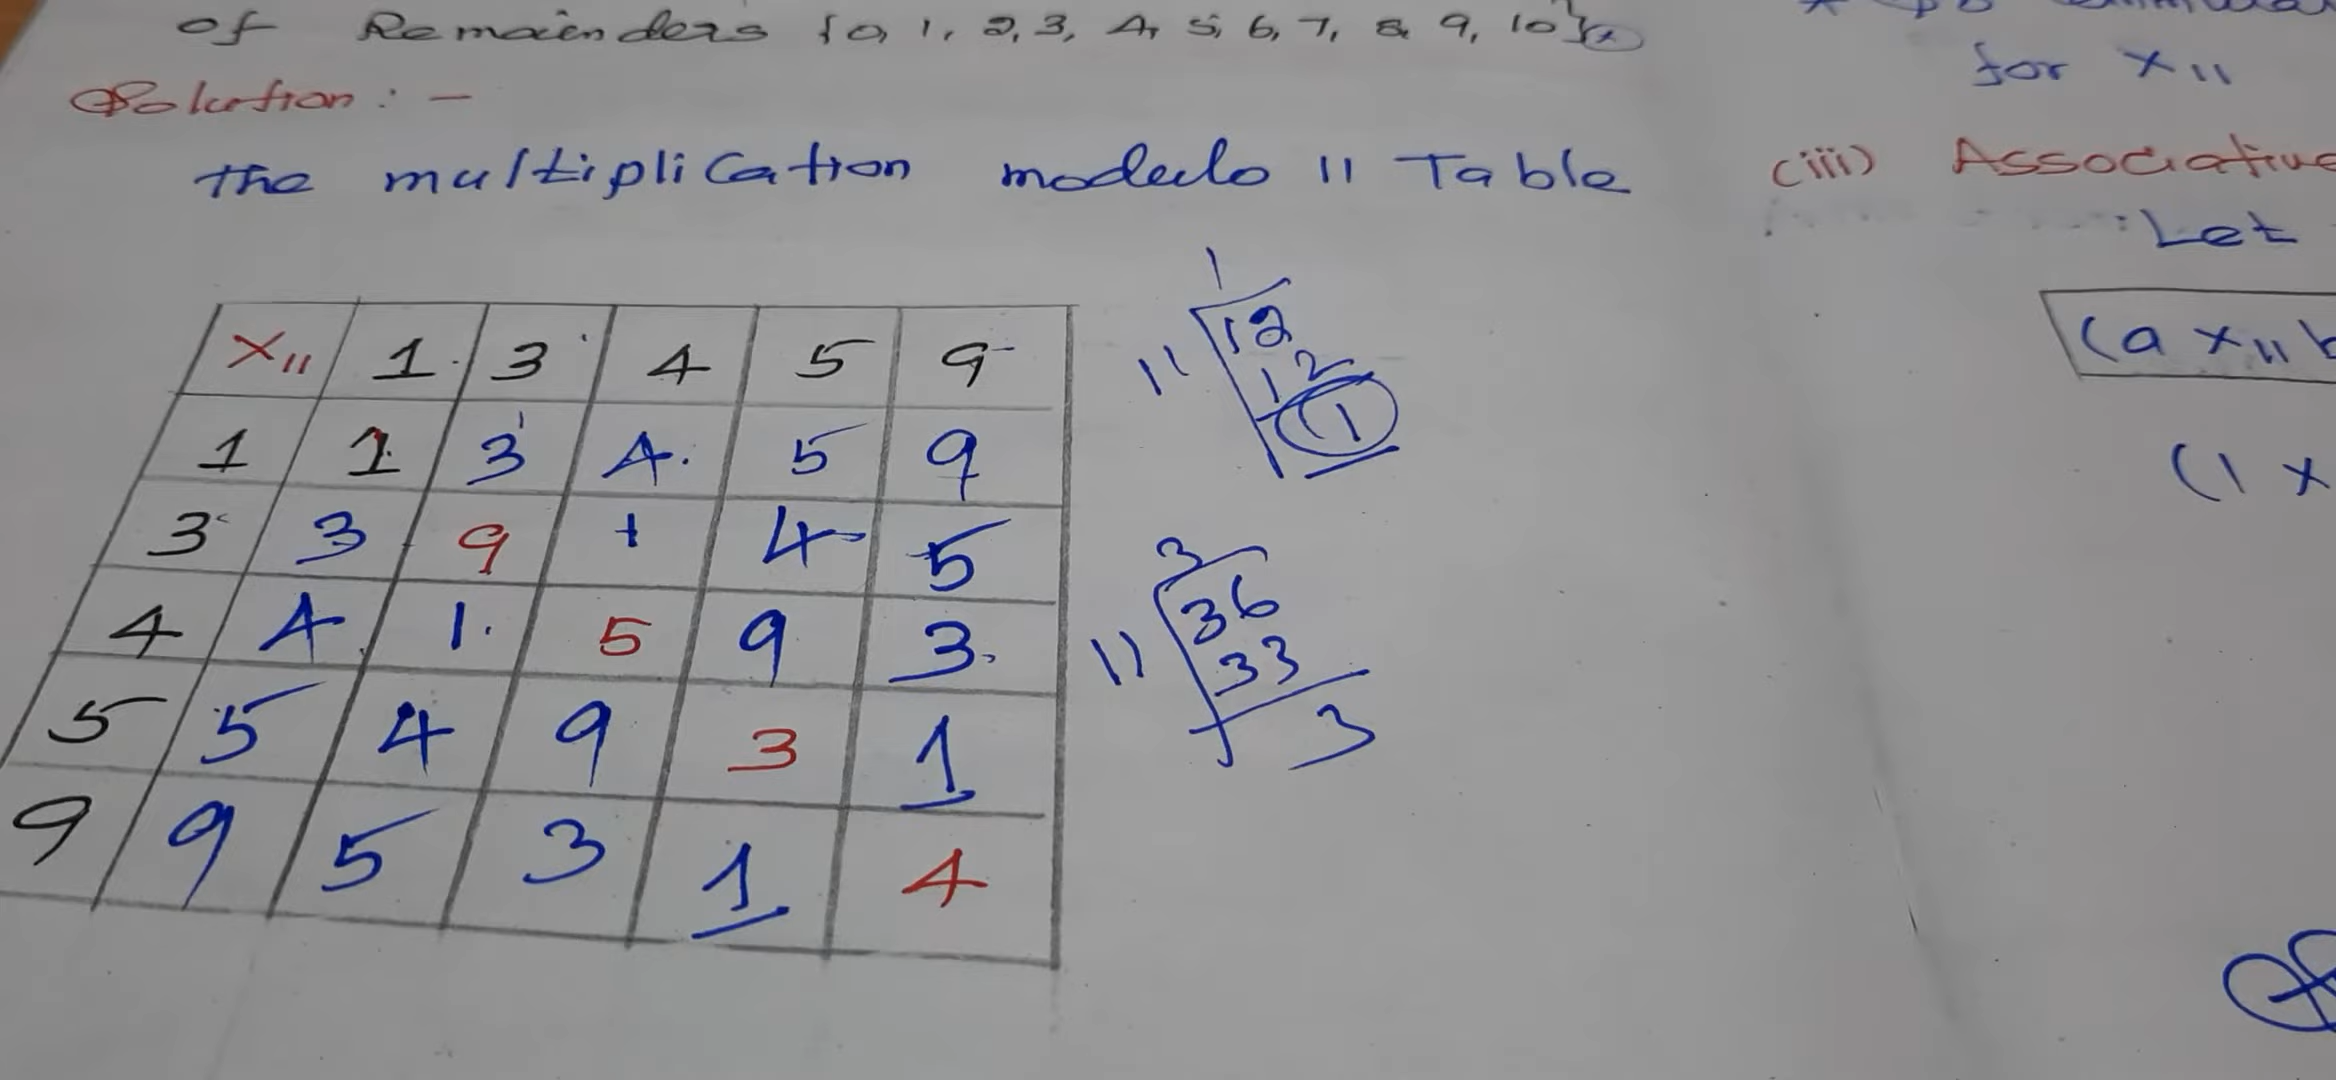 of Remainders {0, 1, 2, 3, 4, 5, 6, 7, 8, 9, 10}
Solution : -
The multiplication modulo 11 Table
×11 1 3 4 5 9
1 1 3 4 5 9
3 3 9 1 4 5
4 4 1 5 9 3
5 5 4 9 3 1
9 9 5 3 1 4
1
11 12
1
3
11 36
33
3
for ×11
(iii) Associative
Let
(a ×11 b
(1 ×